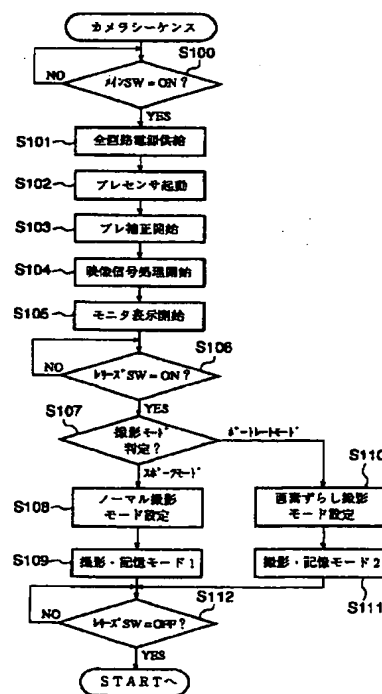 カメラシーケンス
S100
メインSW=ON?
NO
YES
S101
全回路電源供給
S102
ブレセンサ起動
S103
ブレ補正開始
S104
映像信号処理開始
S105
モニタ表示開始
S106
レリーズSW=ON?
NO
YES
S107
撮影モード
判定?
ポートレートモード
スポーツモード
S108
ノーマル撮影
モード設定
S110
画素ずらし撮影
モード設定
S109
撮影・記憶モード1
撮影・記憶モード2
S111
S112
NO
レリーズSW=OFF?
YES
STARTへ